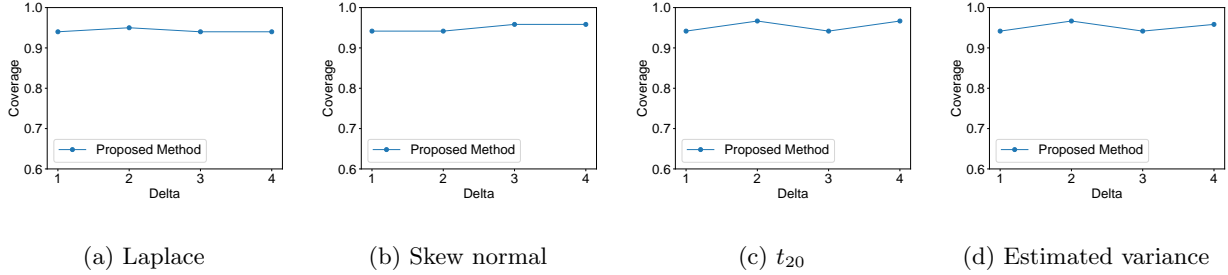 1.0
0.9
0.8
0.7
0.6
Coverage
Proposed Method
1 2 3 4
Delta
(a) Laplace
1.0
0.9
0.8
0.7
0.6
Coverage
Proposed Method
1 2 3 4
Delta
(b) Skew normal
1.0
0.9
0.8
0.7
0.6
Coverage
Proposed Method
1 2 3 4
Delta
(c) t₂₀
1.0
0.9
0.8
0.7
0.6
Coverage
Proposed Method
1 2 3 4
Delta
(d) Estimated variance